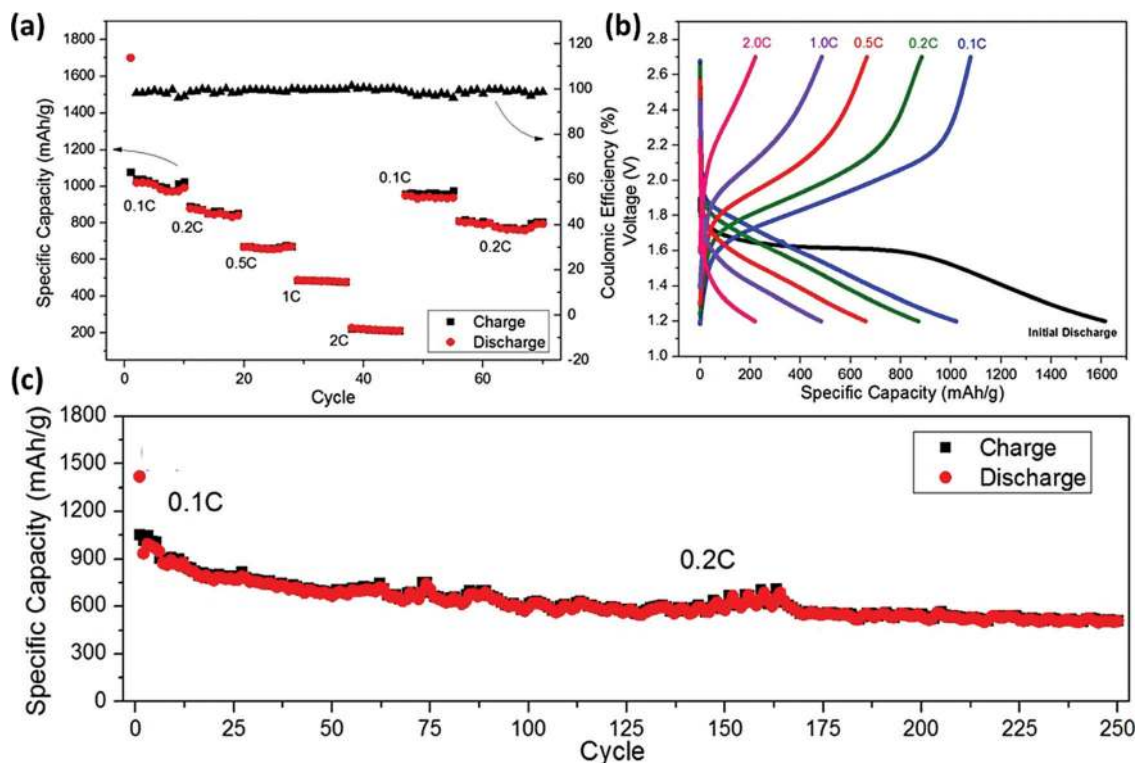 (a)
1800
1600
1400
1200
1000
800
600
400
200
Specific Capacity (mAh/g)
120
100
80
60
40
20
0
-20
Coulomic Efficiency (%)
0.1C
0.2C
0.5C
1C
2C
0.1C
0.2C
Charge
Discharge
0
20
40
60
Cycle
(b)
2.8
2.6
2.4
2.2
2.0
1.8
1.6
1.4
1.2
1.0
Voltage (V)
2.0C
1.0C
0.5C
0.2C
0.1C
Initial Discharge
0
200
400
600
800
1000
1200
1400
1600
Specific Capacity (mAh/g)
(c)
1800
1500
1200
900
600
300
0
Specific Capacity (mAh/g)
0.1C
0.2C
Charge
Discharge
0
25
50
75
100
125
150
175
200
225
250
Cycle